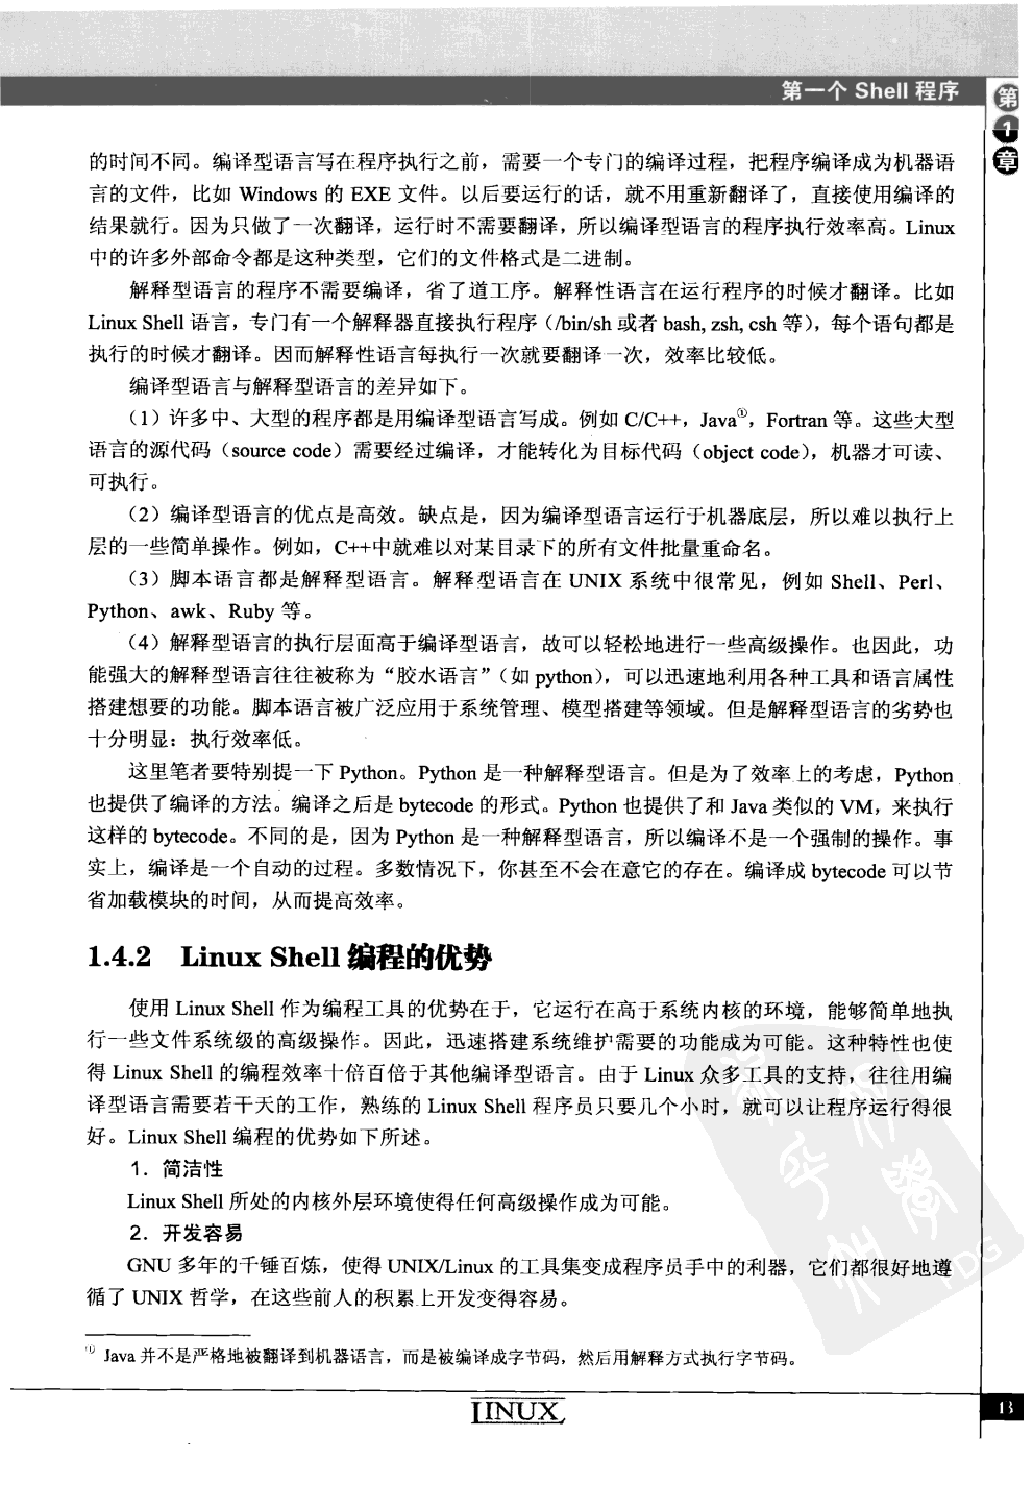 第一个 Shell 程序
第
1
章
的时间不同。编译型语言写在程序执行之前，需要一个专门的编译过程，把程序编译成为机器语
言的文件，比如 Windows 的 EXE 文件。以后要运行的话，就不用重新翻译了，直接使用编译的
结果就行。因为只做了一次翻译，运行时不需要翻译，所以编译型语言的程序执行效率高。Linux
中的许多外部命令都是这种类型，它们的文件格式是二进制。
解释型语言的程序不需要编译，省了道工序。解释性语言在运行程序的时候才翻译。比如
Linux Shell 语言，专门有一个解释器直接执行程序（/bin/sh 或者 bash, zsh, csh 等），每个语句都是
执行的时候才翻译。因而解释性语言每执行一次就要翻译一次，效率比较低。
编译型语言与解释型语言的差异如下。
（1）许多中、大型的程序都是用编译型语言写成。例如 C/C++，Java①，Fortran 等。这些大型
语言的源代码（source code）需要经过编译，才能转化为目标代码（object code），机器才可读、
可执行。
（2）编译型语言的优点是高效。缺点是，因为编译型语言运行于机器底层，所以难以执行上
层的一些简单操作。例如，C++中就难以对某目录下的所有文件批量重命名。
（3）脚本语言都是解释型语言。解释型语言在 UNIX 系统中很常见，例如 Shell、Perl、
Python、awk、Ruby 等。
（4）解释型语言的执行层面高于编译型语言，故可以轻松地进行一些高级操作。也因此，功
能强大的解释型语言往往被称为“胶水语言”（如 python），可以迅速地利用各种工具和语言属性
搭建想要的功能。脚本语言被广泛应用于系统管理、模型搭建等领域。但是解释型语言的劣势也
十分明显：执行效率低。
这里笔者要特别提一下 Python。Python 是一种解释型语言。但是为了效率上的考虑，Python
也提供了编译的方法。编译之后是 bytecode 的形式。Python 也提供了和 Java 类似的 VM，来执行
这样的 bytecode。不同的是，因为 Python 是一种解释型语言，所以编译不是一个强制的操作。事
实上，编译是一个自动的过程。多数情况下，你甚至不会在意它的存在。编译成 bytecode 可以节
省加载模块的时间，从而提高效率。
1.4.2 Linux Shell 编程的优势
使用 Linux Shell 作为编程工具的优势在于，它运行在高于系统内核的环境，能够简单地执
行一些文件系统级的高级操作。因此，迅速搭建系统维护需要的功能成为可能。这种特性也使
得 Linux Shell 的编程效率十倍百倍于其他编译型语言。由于 Linux 众多工具的支持，往往用编
译型语言需要若干天的工作，熟练的 Linux Shell 程序员只要几个小时，就可以让程序运行得很
好。Linux Shell 编程的优势如下所述。
1．简洁性
Linux Shell 所处的内核外层环境使得任何高级操作成为可能。
2．开发容易
GNU 多年的千锤百炼，使得 UNIX/Linux 的工具集变成程序员手中的利器，它们都很好地遵
循了 UNIX 哲学，在这些前人的积累上开发变得容易。
① Java 并不是严格地被翻译到机器语言，而是被编译成字节码，然后用解释方式执行字节码。
LINUX
13
PDG